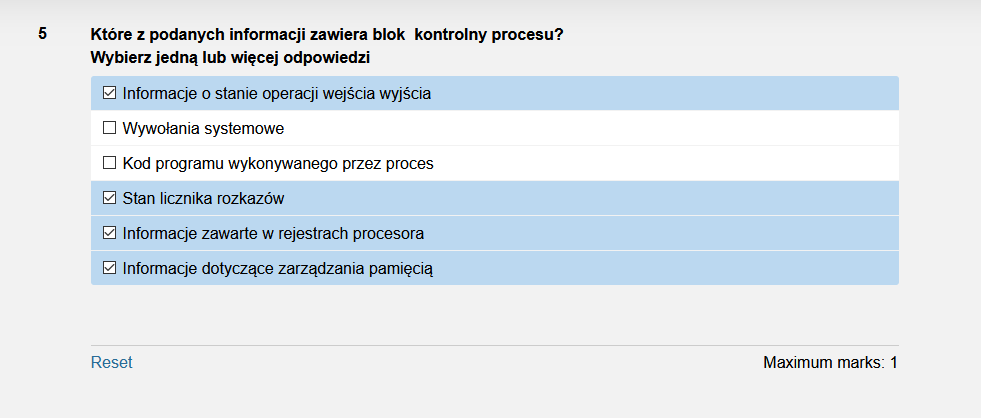 5 Które z podanych informacji zawiera blok kontrolny procesu?
Wybierz jedną lub więcej odpowiedzi
Informacje o stanie operacji wejścia wyjścia
Wywołania systemowe
Kod programu wykonywanego przez proces
Stan licznika rozkazów
Informacje zawarte w rejestrach procesora
Informacje dotyczące zarządzania pamięcią
Reset Maximum marks: 1